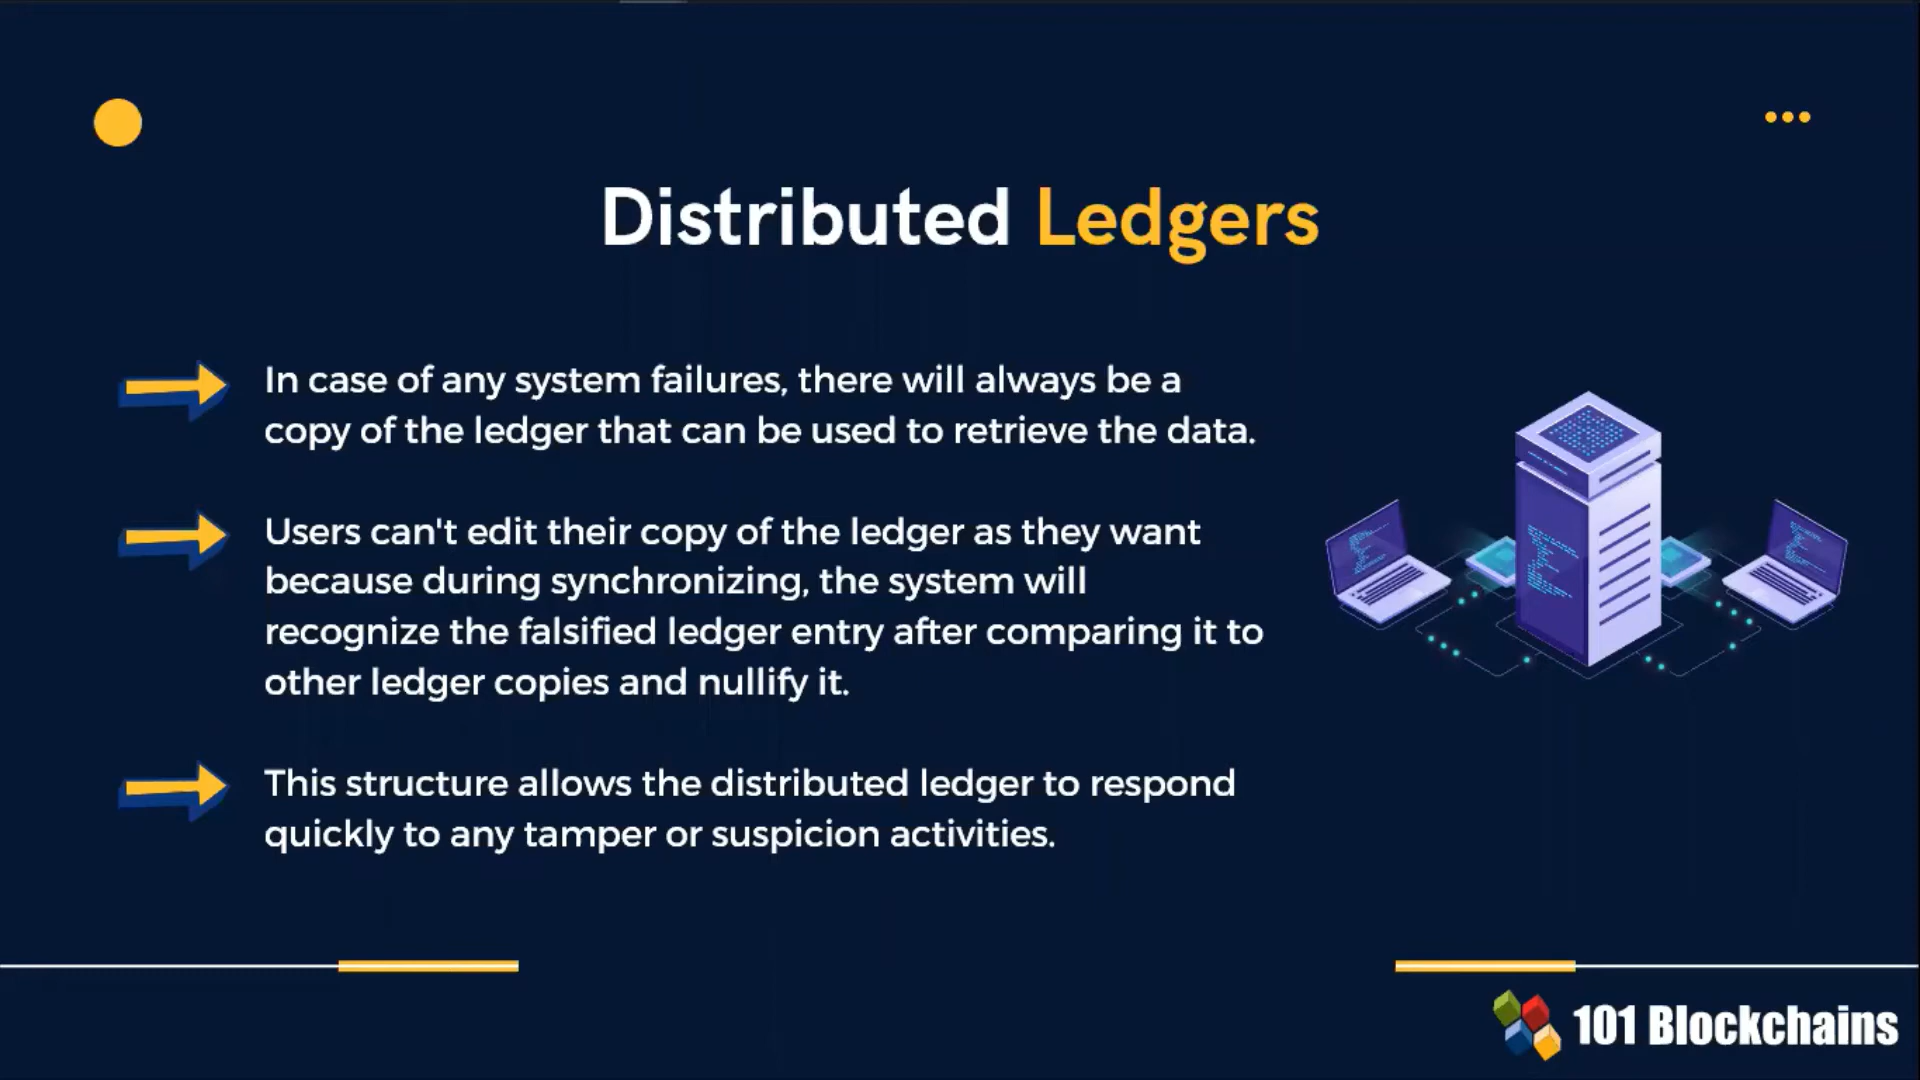 Distributed Ledgers
In case of any system failures, there will always be a
copy of the ledger that can be used to retrieve the data.
Users can't edit their copy of the ledger as they want
because during synchronizing, the system will
recognize the falsified ledger entry after comparing it to
other ledger copies and nullify it.
This structure allows the distributed ledger to respond
quickly to any tamper or suspicion activities.
101 Blockchains